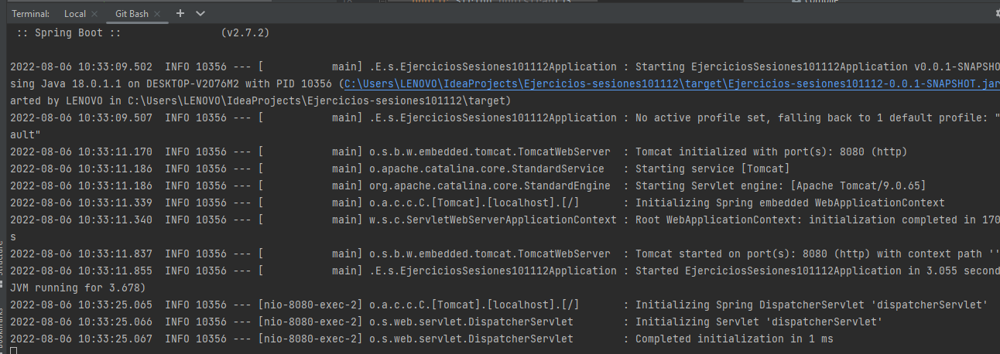 Terminal: Local × Git Bash × +
:: Spring Boot :: (v2.7.2)
2022-08-06 10:33:09.502 INFO 10356 --- [ main] .E.s.EjerciciosSesiones101112Application : Starting EjerciciosSesiones101112Application v0.0.1-SNAPSHOT
sing Java 18.0.1.1 on DESKTOP-V2O76M2 with PID 10356 (C:\Users\LENOVO\IdeaProjects\Ejercicios-sesiones101112\target\Ejercicios-sesiones101112-0.0.1-SNAPSHOT.jar
arted by LENOVO in C:\Users\LENOVO\IdeaProjects\Ejercicios-sesiones101112\target)
2022-08-06 10:33:09.507 INFO 10356 --- [ main] .E.s.EjerciciosSesiones101112Application : No active profile set, falling back to 1 default profile: "
ault"
2022-08-06 10:33:11.170 INFO 10356 --- [ main] o.s.b.w.embedded.tomcat.TomcatWebServer : Tomcat initialized with port(s): 8080 (http)
2022-08-06 10:33:11.186 INFO 10356 --- [ main] o.apache.catalina.core.StandardService : Starting service [Tomcat]
2022-08-06 10:33:11.186 INFO 10356 --- [ main] org.apache.catalina.core.StandardEngine : Starting Servlet engine: [Apache Tomcat/9.0.65]
2022-08-06 10:33:11.339 INFO 10356 --- [ main] o.a.c.c.C.[Tomcat].[localhost].[/] : Initializing Spring embedded WebApplicationContext
2022-08-06 10:33:11.340 INFO 10356 --- [ main] w.s.c.ServletWebServerApplicationContext : Root WebApplicationContext: initialization completed in 170
s
2022-08-06 10:33:11.837 INFO 10356 --- [ main] o.s.b.w.embedded.tomcat.TomcatWebServer : Tomcat started on port(s): 8080 (http) with context path ''
2022-08-06 10:33:11.855 INFO 10356 --- [ main] .E.s.EjerciciosSesiones101112Application : Started EjerciciosSesiones101112Application in 3.055 second
JVM running for 3.678)
2022-08-06 10:33:25.065 INFO 10356 --- [nio-8080-exec-2] o.a.c.c.C.[Tomcat].[localhost].[/] : Initializing Spring DispatcherServlet 'dispatcherServlet'
2022-08-06 10:33:25.066 INFO 10356 --- [nio-8080-exec-2] o.s.web.servlet.DispatcherServlet : Initializing Servlet 'dispatcherServlet'
2022-08-06 10:33:25.067 INFO 10356 --- [nio-8080-exec-2] o.s.web.servlet.DispatcherServlet : Completed initialization in 1 ms